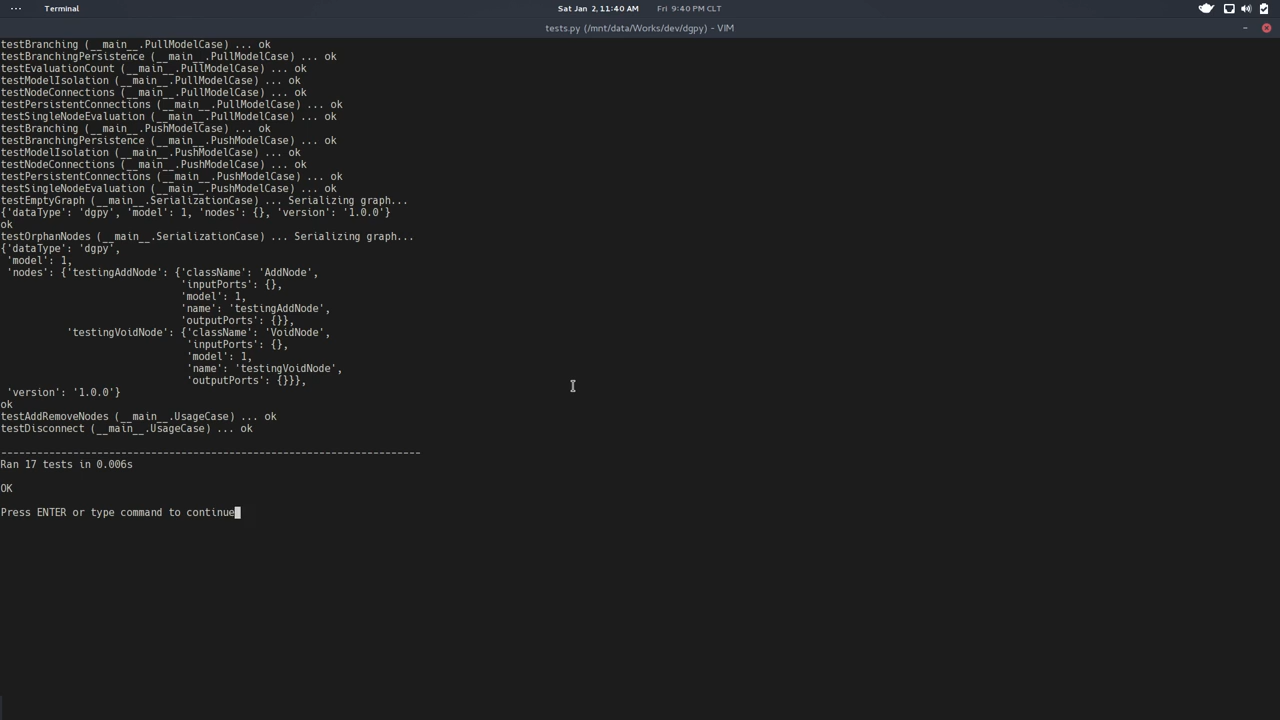 Terminal
Sat Jan 2, 11:40 AM
Fri 9:40 PM CLT
tests.py (/mnt/data/Works/dev/dgpy) - VIM
testBranching (__main__.PullModelCase) ... ok
testBranchingPersistence (__main__.PullModelCase) ... ok
testEvaluationCount (__main__.PullModelCase) ... ok
testModelIsolation (__main__.PullModelCase) ... ok
testNodeConnections (__main__.PullModelCase) ... ok
testPersistentConnections (__main__.PullModelCase) ... ok
testSingleNodeEvaluation (__main__.PullModelCase) ... ok
testBranching (__main__.PushModelCase) ... ok
testBranchingPersistence (__main__.PushModelCase) ... ok
testModelIsolation (__main__.PushModelCase) ... ok
testNodeConnections (__main__.PushModelCase) ... ok
testPersistentConnections (__main__.PushModelCase) ... ok
testSingleNodeEvaluation (__main__.PushModelCase) ... ok
testEmptyGraph (__main__.SerializationCase) ... Serializing graph...
{'dataType': 'dgpy', 'model': 1, 'nodes': {}, 'version': '1.0.0'}
ok
testOrphanNodes (__main__.SerializationCase) ... Serializing graph...
{'dataType': 'dgpy',
'model': 1,
'nodes': {'testingAddNode': {'className': 'AddNode',
'inputPorts': {},
'model': 1,
'name': 'testingAddNode',
'outputPorts': {}},
'testingVoidNode': {'className': 'VoidNode',
'inputPorts': {},
'model': 1,
'name': 'testingVoidNode',
'outputPorts': {}}},
'version': '1.0.0'}
ok
testAddRemoveNodes (__main__.UsageCase) ... ok
testDisconnect (__main__.UsageCase) ... ok
----------------------------------------------------------------------
Ran 17 tests in 0.006s
OK
Press ENTER or type command to continue